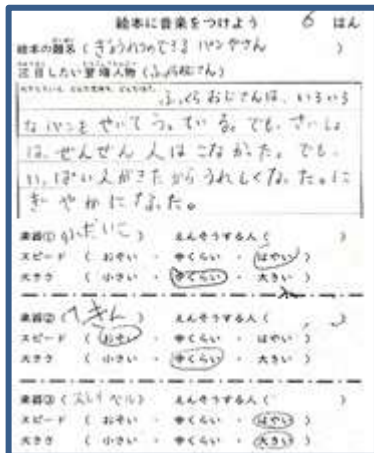 絵本に音楽をつけよう 6 はん
絵本の題名(ぎょうれつのできるパンやさん)
注目したい登場人物(ふくらおじさん)
ふくらおじさんは、いろいろ
なパンをやいてうっている。でも、さいしょ
は、ぜんぜん人はこなかった。でも、
いっぱい人がきたからうれしくなった。に
ぎやかになった。
楽器①(小だいこ) えんそうする人( )
スピード ( おそい ・ 中くらい ・ はやい )
大きさ ( 小さい ・ 中くらい ・ 大きい )
楽器②(てっきん) えんそうする人( )
スピード ( おそい ・ 中くらい ・ はやい )
大きさ ( 小さい ・ 中くらい ・ 大きい )
楽器③(スレイベル) えんそうする人( )
スピード ( おそい ・ 中くらい ・ はやい )
大きさ ( 小さい ・ 中くらい ・ 大きい )